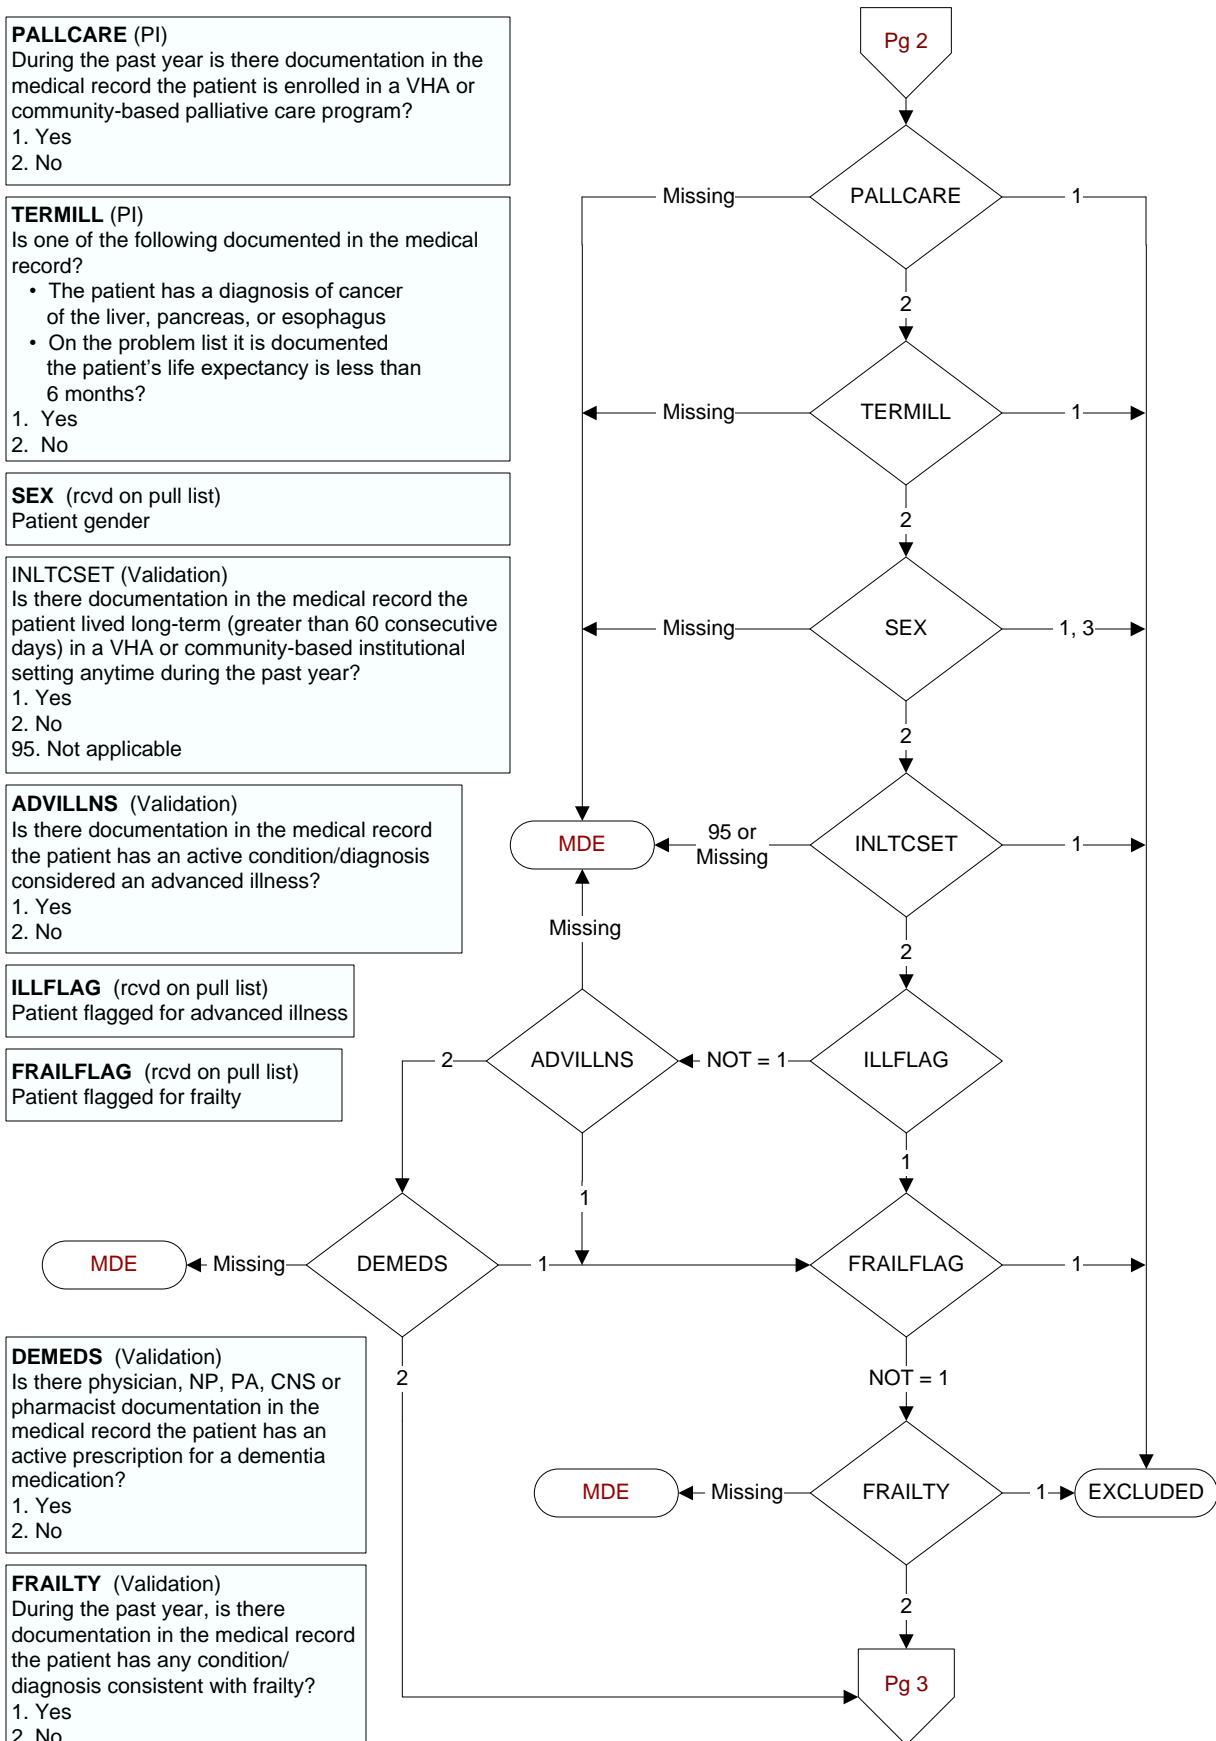 PALLCARE (PI)
During the past year is there documentation in the
medical record the patient is enrolled in a VHA or
community-based palliative care program?
1. Yes
2. No
TERMILL (PI)
Is one of the following documented in the medical
record?
• The patient has a diagnosis of cancer
of the liver, pancreas, or esophagus
• On the problem list it is documented
the patient's life expectancy is less than
6 months?
1. Yes
2. No
SEX (rcvd on pull list)
Patient gender
INLTCSET (Validation)
Is there documentation in the medical record the
patient lived long-term (greater than 60 consecutive
days) in a VHA or community-based institutional
setting anytime during the past year?
1. Yes
2. No
95. Not applicable
ADVILLNS (Validation)
Is there documentation in the medical record
the patient has an active condition/diagnosis
considered an advanced illness?
1. Yes
2. No
ILLFLAG (rcvd on pull list)
Patient flagged for advanced illness
FRAILFLAG (rcvd on pull list)
Patient flagged for frailty
DEMEDS (Validation)
Is there physician, NP, PA, CNS or
pharmacist documentation in the
medical record the patient has an
active prescription for a dementia
medication?
1. Yes
2. No
FRAILTY (Validation)
During the past year, is there
documentation in the medical record
the patient has any condition/
diagnosis consistent with frailty?
1. Yes
2. No
Pg 2
Missing
PALLCARE
1
2
Missing
TERMILL
1
2
Missing
SEX
1, 3
2
MDE
95 or
Missing
INLTCSET
1
Missing
2
2
ADVILLNS
NOT = 1
ILLFLAG
1
1
MDE
Missing
DEMEDS
1
FRAILFLAG
1
2
NOT = 1
MDE
Missing
FRAILTY
1
EXCLUDED
2
Pg 3